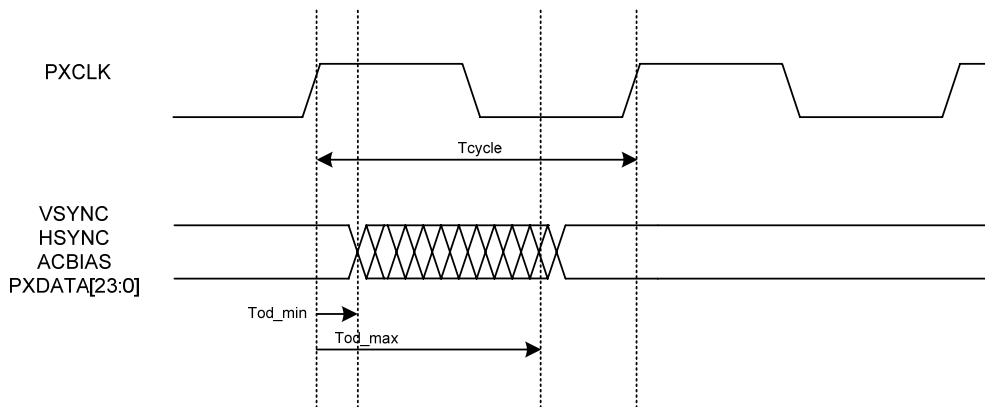 PXCLK
Tcycle
VSYNC
HSYNC
ACBIAS
PXDATA[23:0]
Tod_min
Tod_max